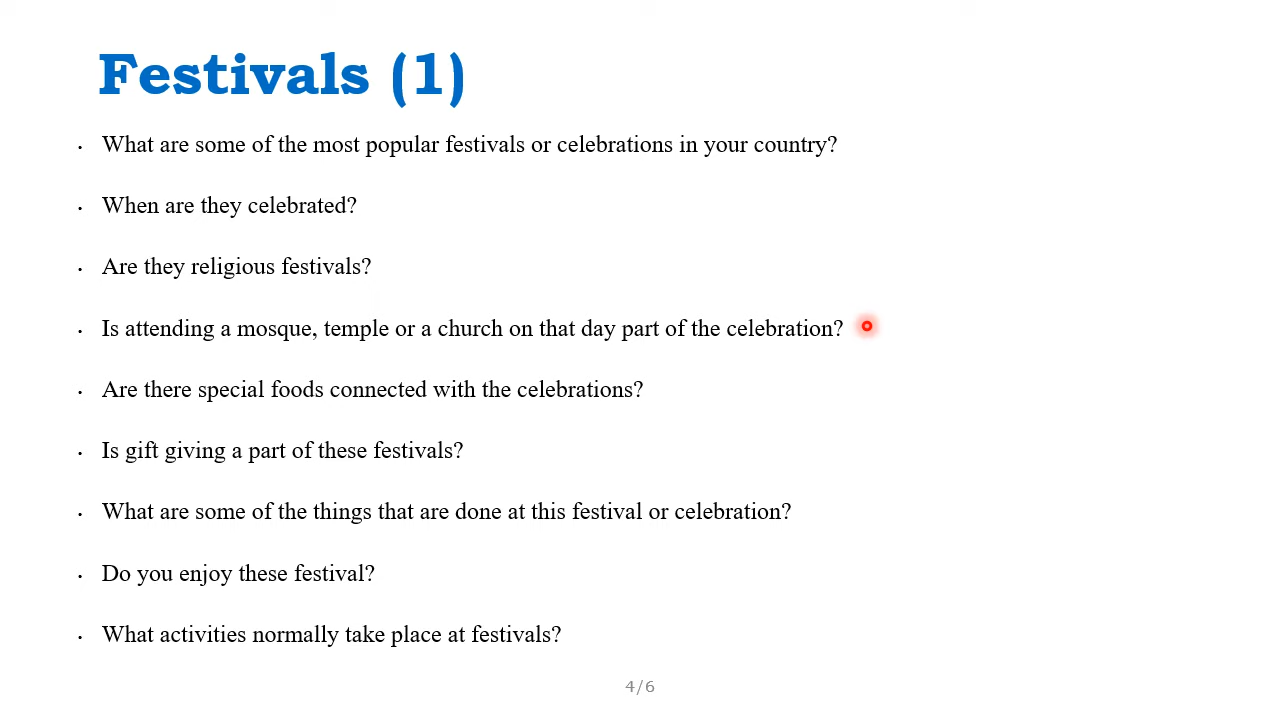 Festivals (1)
• What are some of the most popular festivals or celebrations in your country?
• When are they celebrated?
• Are they religious festivals?
• Is attending a mosque, temple or a church on that day part of the celebration?
• Are there special foods connected with the celebrations?
• Is gift giving a part of these festivals?
• What are some of the things that are done at this festival or celebration?
• Do you enjoy these festival?
• What activities normally take place at festivals?
4/6